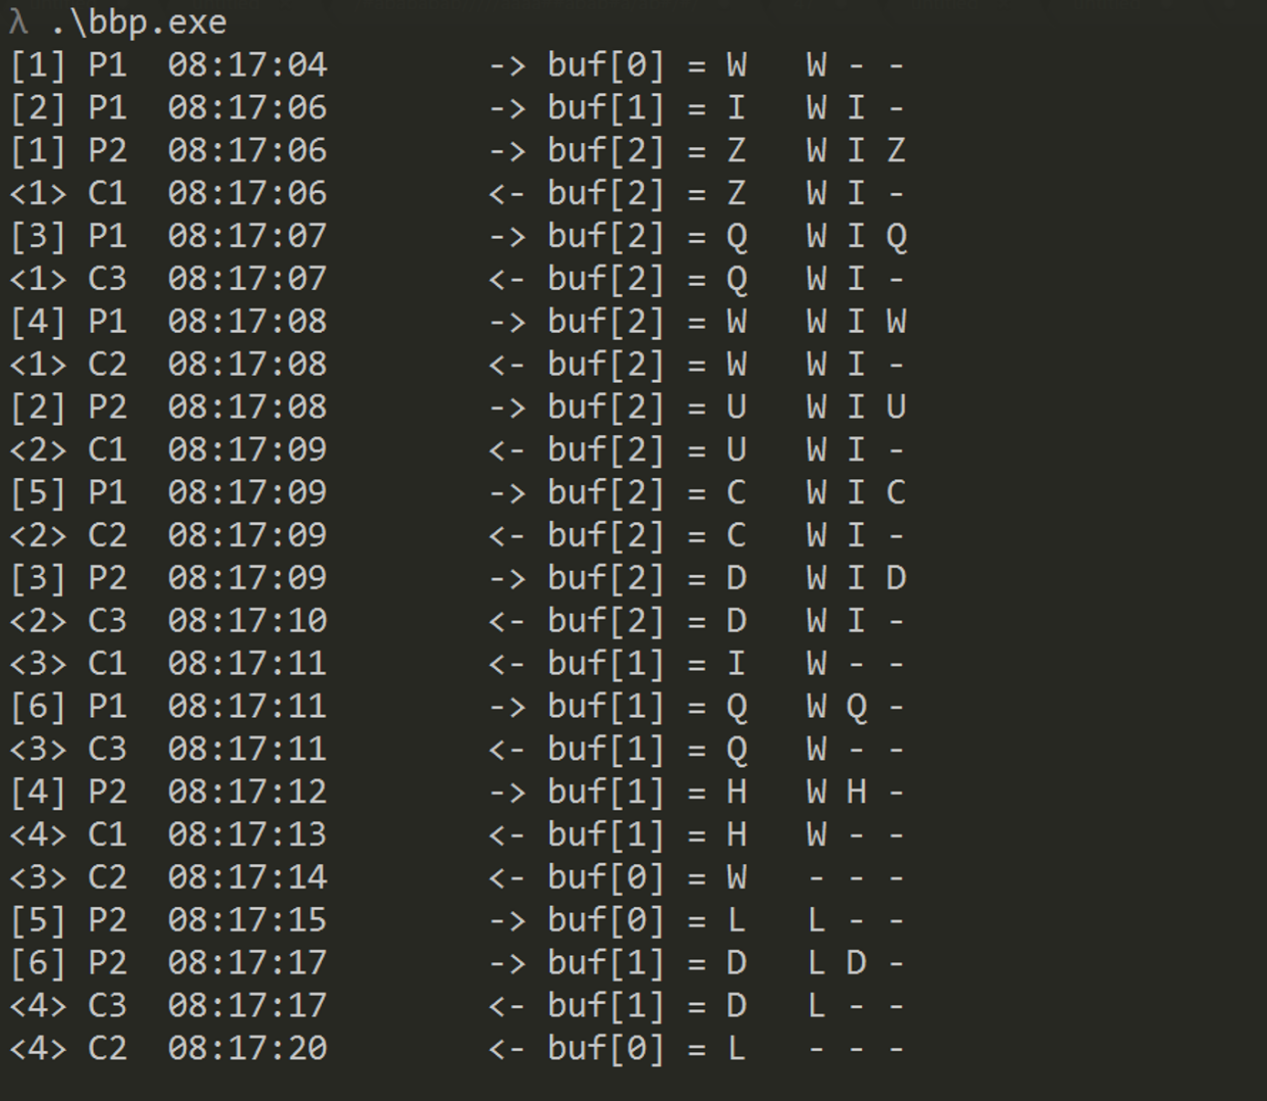 λ .\bbp.exe
[1] P1  08:17:04        -> buf[0] = W   W - -
[2] P1  08:17:06        -> buf[1] = I   W I -
[1] P2  08:17:06        -> buf[2] = Z   W I Z
<1> C1  08:17:06        <- buf[2] = Z   W I -
[3] P1  08:17:07        -> buf[2] = Q   W I Q
<1> C3  08:17:07        <- buf[2] = Q   W I -
[4] P1  08:17:08        -> buf[2] = W   W I W
<1> C2  08:17:08        <- buf[2] = W   W I -
[2] P2  08:17:08        -> buf[2] = U   W I U
<2> C1  08:17:09        <- buf[2] = U   W I -
[5] P1  08:17:09        -> buf[2] = C   W I C
<2> C2  08:17:09        <- buf[2] = C   W I -
[3] P2  08:17:09        -> buf[2] = D   W I D
<2> C3  08:17:10        <- buf[2] = D   W I -
<3> C1  08:17:11        <- buf[1] = I   W - -
[6] P1  08:17:11        -> buf[1] = Q   W Q -
<3> C3  08:17:11        <- buf[1] = Q   W - -
[4] P2  08:17:12        -> buf[1] = H   W H -
<4> C1  08:17:13        <- buf[1] = H   W - -
<3> C2  08:17:14        <- buf[0] = W   - - -
[5] P2  08:17:15        -> buf[0] = L   L - -
[6] P2  08:17:17        -> buf[1] = D   L D -
<4> C3  08:17:17        <- buf[1] = D   L - -
<4> C2  08:17:20        <- buf[0] = L   - - -